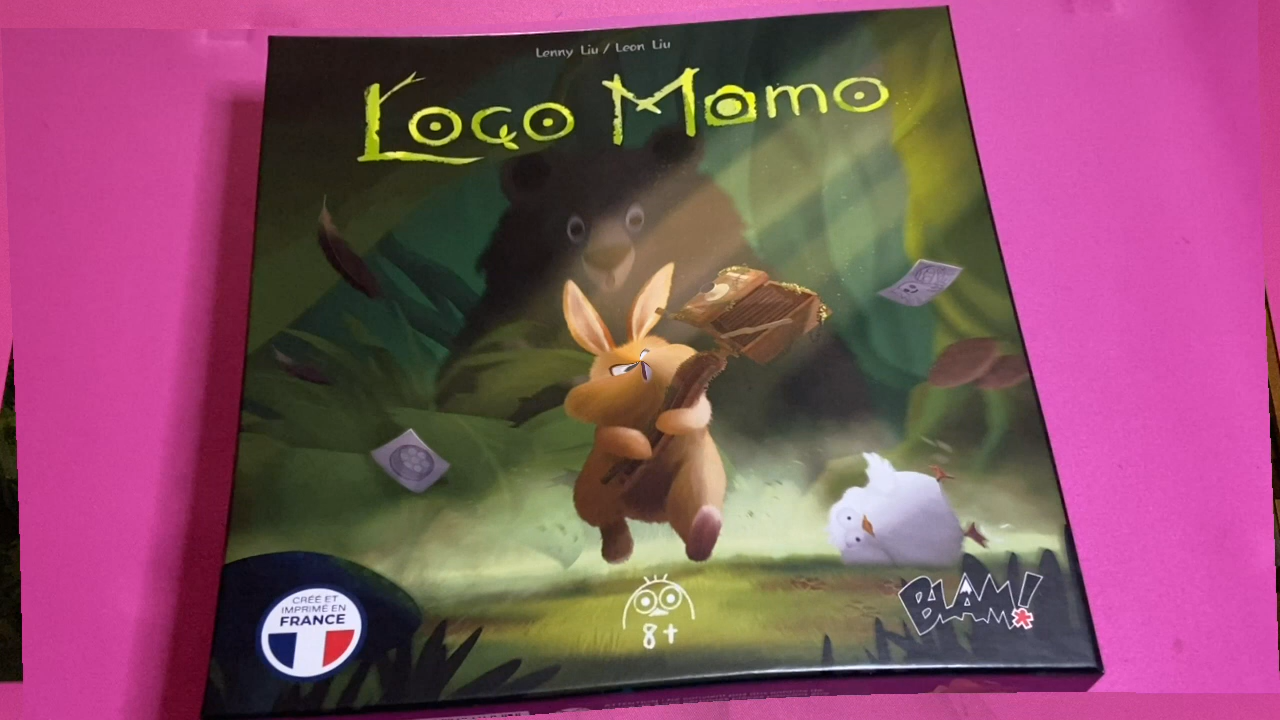 Lenny Liu / Leon Liu
Loco Momo
CRÉÉ ET
IMPRIMÉ EN
FRANCE
8+
BLAM!